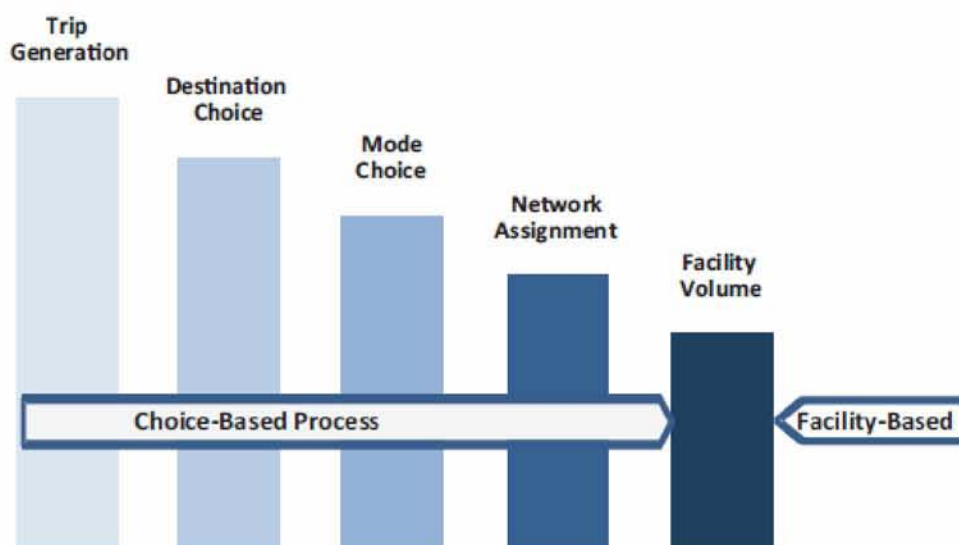 Trip
Generation
Destination
Choice
Mode
Choice
Network
Assignment
Facility
Volume
Choice-Based Process
Facility-Based